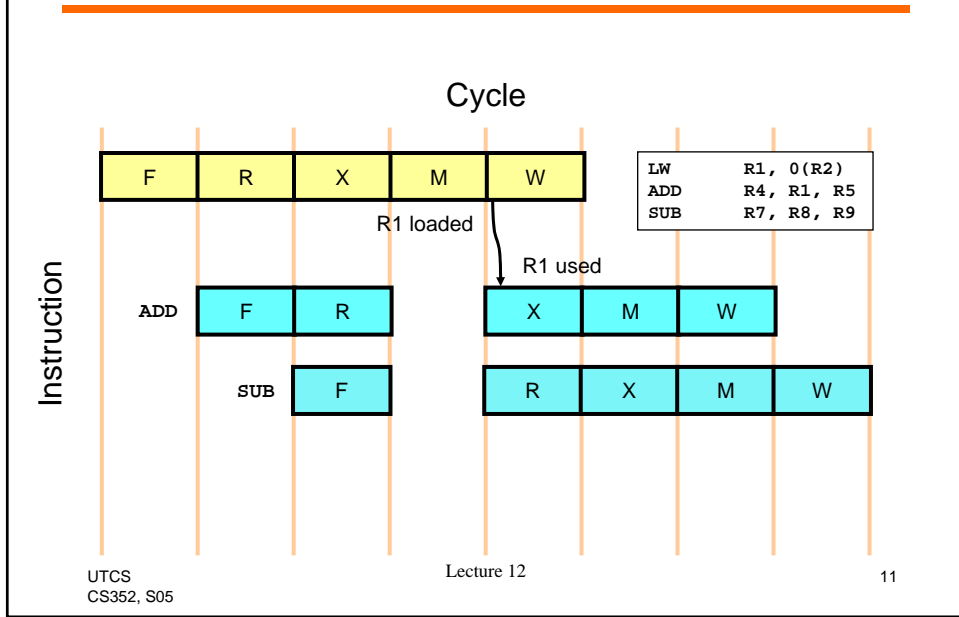 Cycle
F R X M W
LW R1, 0(R2)
ADD R4, R1, R5
SUB R7, R8, R9
R1 loaded
R1 used
Instruction
ADD F R X M W
SUB F R X M W
UTCS
CS352, S05
Lecture 12
11